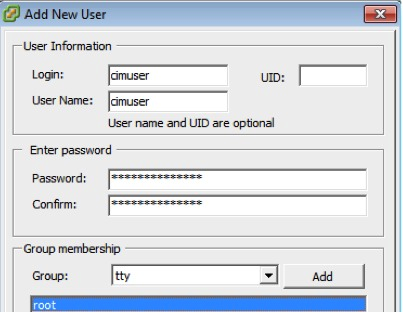 Add New User
User Information
Login: cimuser UID:
User Name: cimuser
User name and UID are optional
Enter password
Password: **************
Confirm: **************
Group membership
Group: tty Add
root